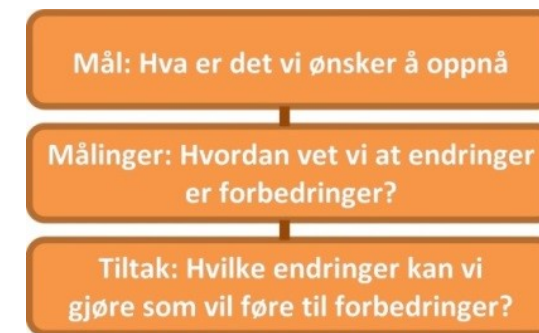 Mål: Hva er det vi ønsker å oppnå
Målinger: Hvordan vet vi at endringer
er forbedringer?
Tiltak: Hvilke endringer kan vi
gjøre som vil føre til forbedringer?